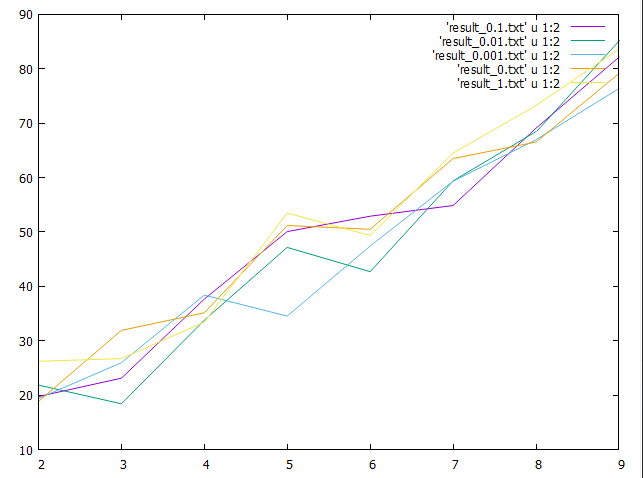 90
80
70
60
50
40
30
20
10
'result_0.1.txt' u 1:2
'result_0.01.txt' u 1:2
'result_0.001.txt' u 1:2
'result_0.txt' u 1:2
'result_1.txt' u 1:2
2 3 4 5 6 7 8 9